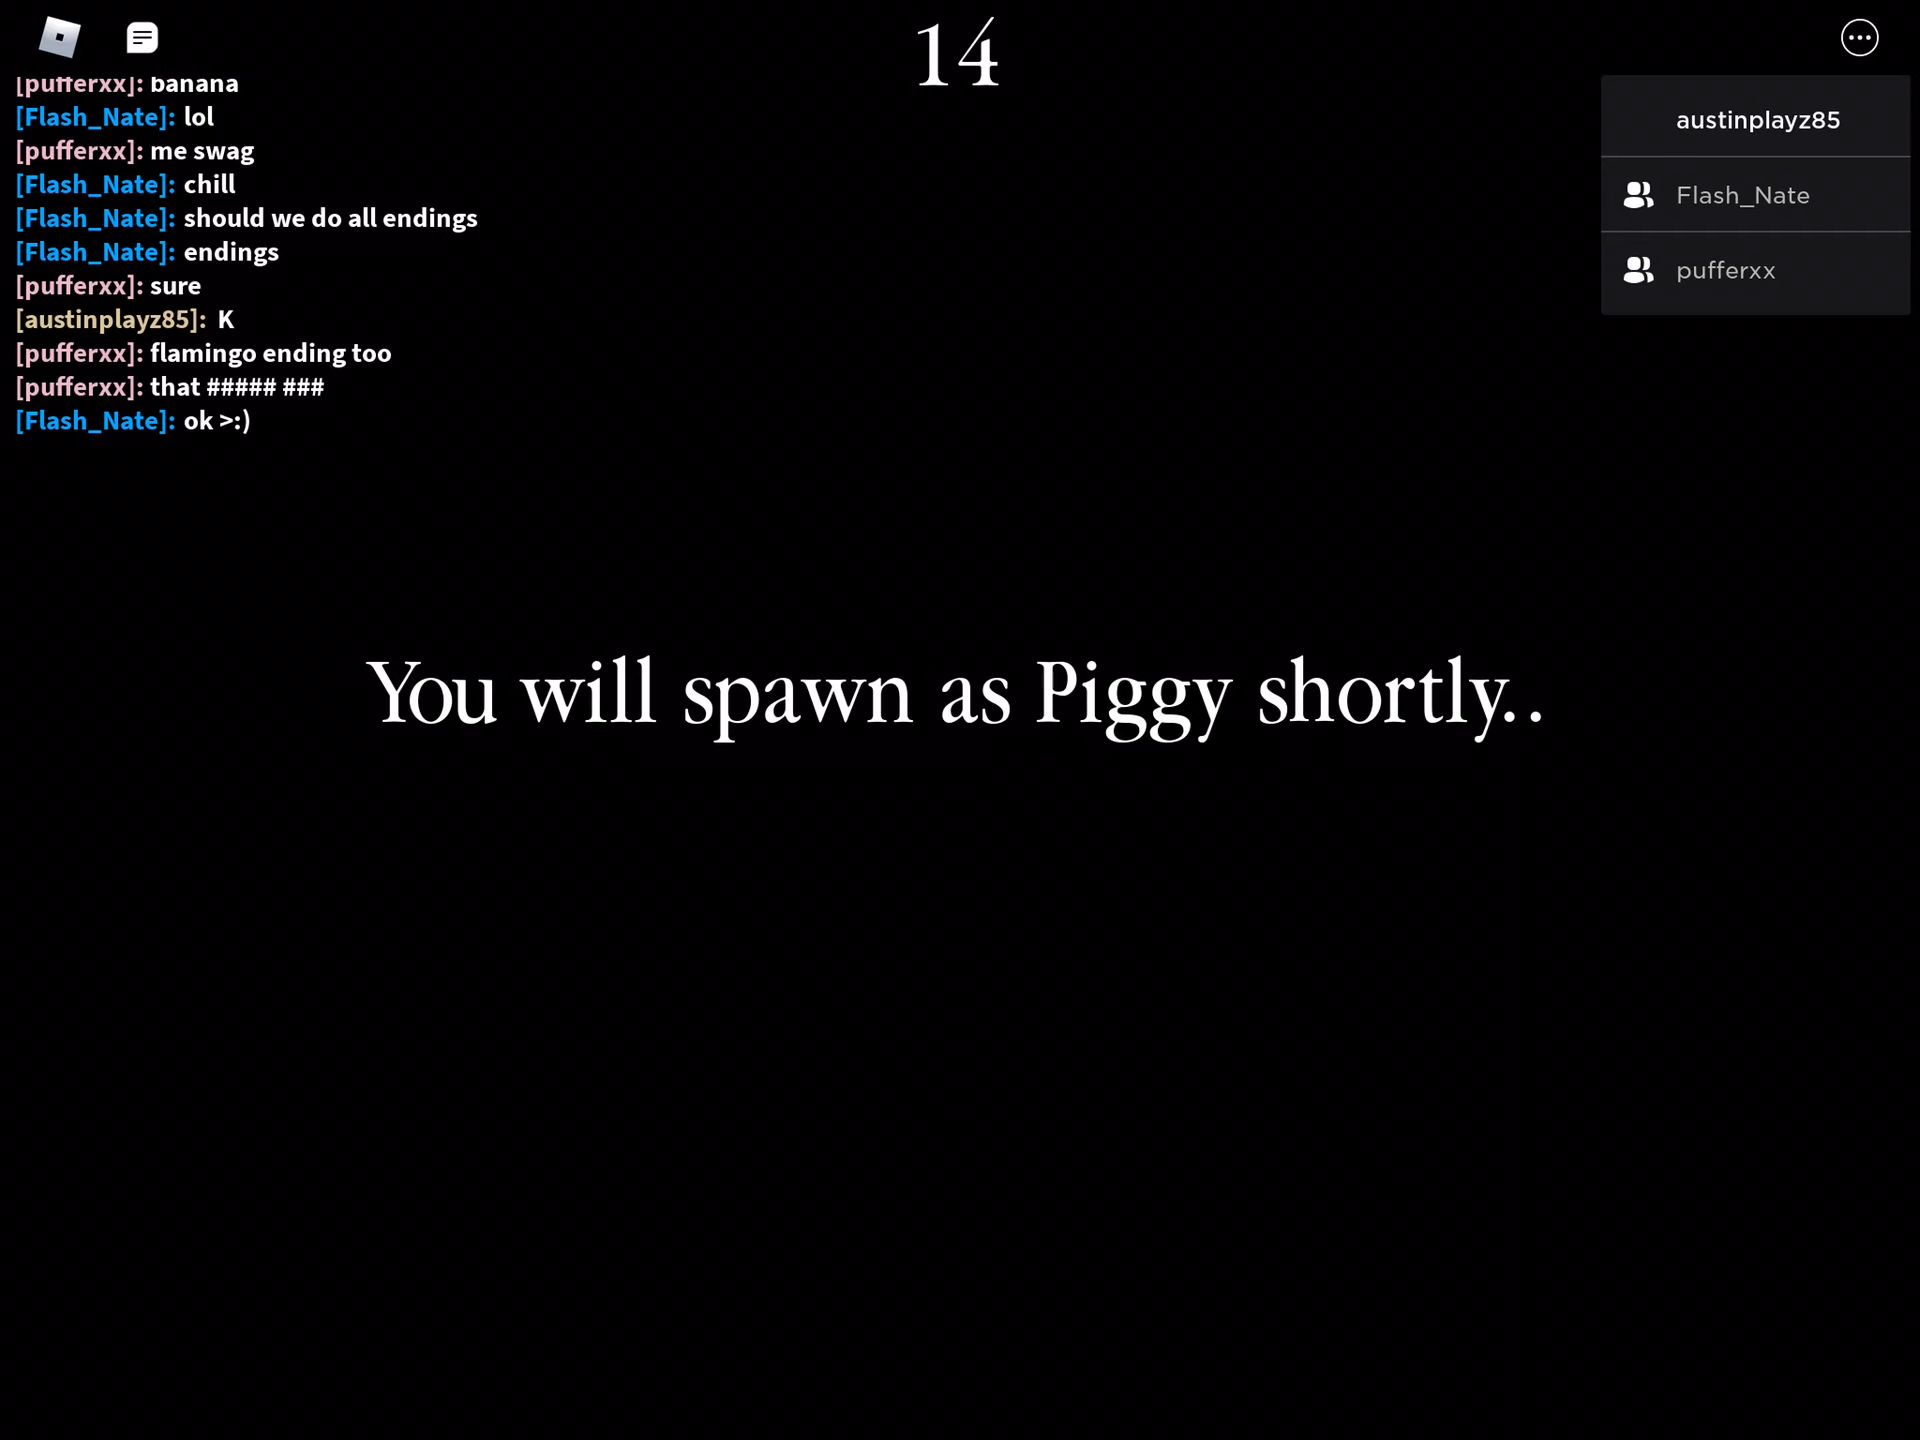 14
[pufferxx]: banana
[Flash_Nate]: lol
[pufferxx]: me swag
[Flash_Nate]: chill
[Flash_Nate]: should we do all endings
[Flash_Nate]: endings
[pufferxx]: sure
[austinplayz85]: K
[pufferxx]: flamingo ending too
[pufferxx]: that ##### ###
[Flash_Nate]: ok >:)
austinplayz85
Flash_Nate
pufferxx
You will spawn as Piggy shortly..